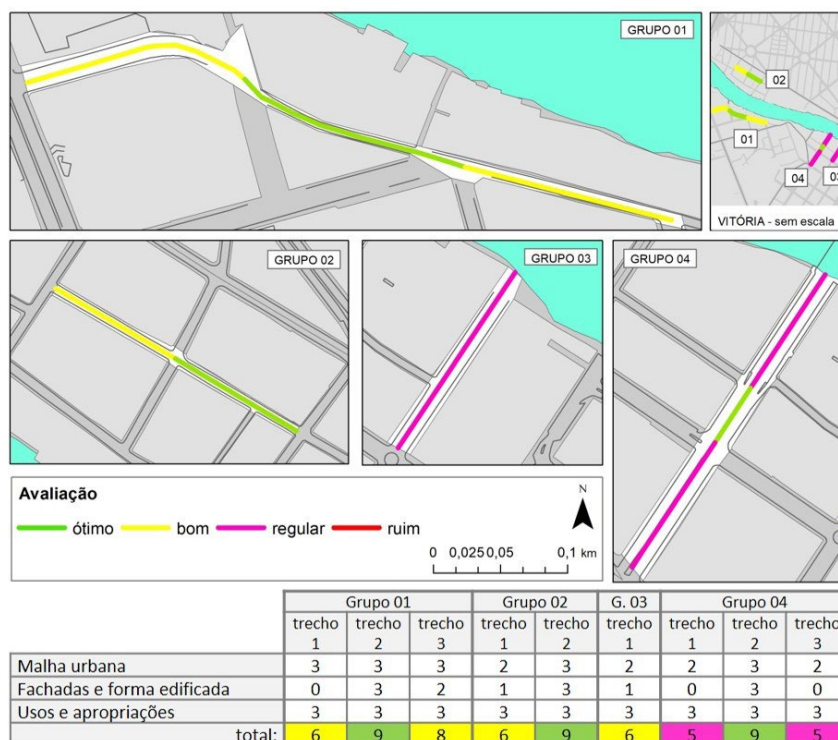 GRUPO 01
02
01
04
VITÓRIA - sem escala
GRUPO 02
GRUPO 03
GRUPO 04
Avaliação
ótimo bom regular ruim
N
0 0,025 0,05 0,1 km
Grupo 01 Grupo 02 G. 03 Grupo 04
trecho 1 trecho 2 trecho 3 trecho 1 trecho 2 trecho 1 trecho 1 trecho 2 trecho 3
Malha urbana 3 3 3 2 3 2 2 3 2
Fachadas e forma edificada 0 3 2 1 3 1 0 3 0
Usos e apropriações 3 3 3 3 3 3 3 3 3
total: 6 9 8 6 9 6 5 9 5